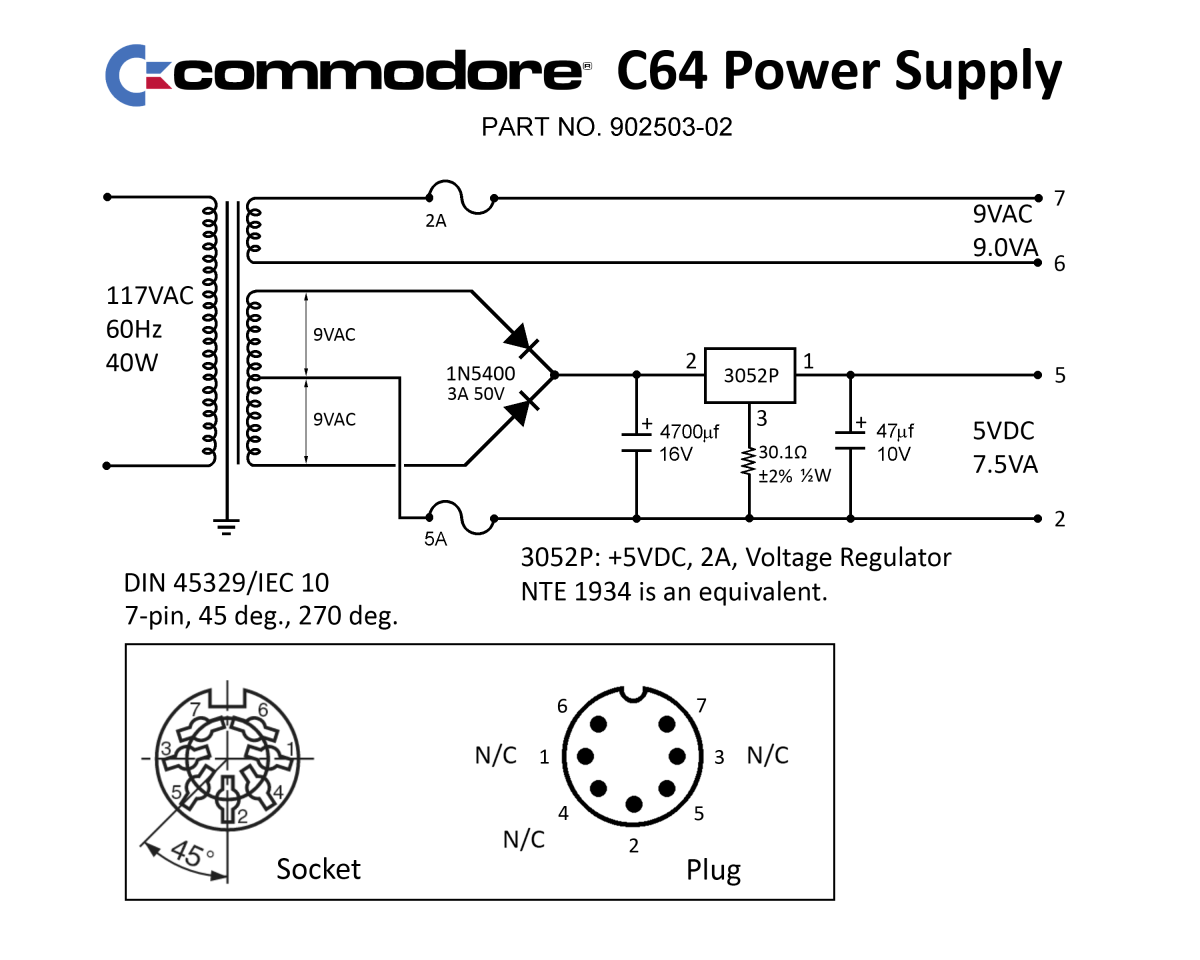 commodore® C64 Power Supply
PART NO. 902503-02
7
2A
9VAC
9.0VA
6
117VAC
60Hz
40W
9VAC
9VAC
1N5400
3A 50V
2
3052P
1
5
3
+
4700µf
16V
30.1Ω
±2% ½W
+
47µf
10V
5VDC
7.5VA
5A
2
3052P: +5VDC, 2A, Voltage Regulator
NTE 1934 is an equivalent.
DIN 45329/IEC 10
7-pin, 45 deg., 270 deg.
7 6
3 1
5 4
2
45°
Socket
6 7
N/C 1 3 N/C
4 5
N/C
2
Plug